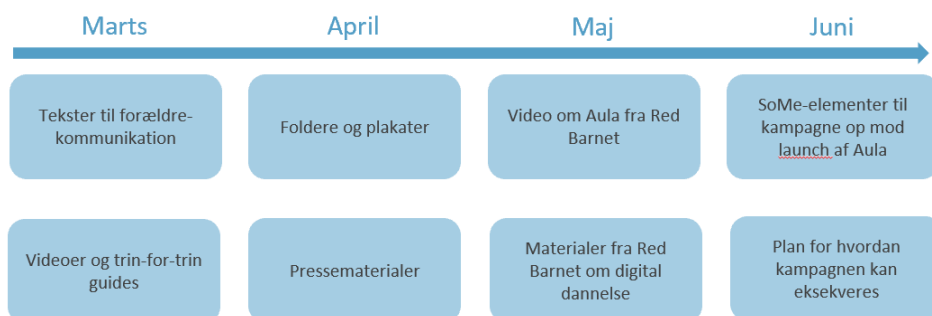 Marts
April
Maj
Juni
Tekster til forældre-
kommunikation
Foldere og plakater
Video om Aula fra Red
Barnet
SoMe-elementer til
kampagne op mod
launch af Aula
Videoer og trin-for-trin
guides
Pressematerialer
Materialer fra Red
Barnet om digital
dannelse
Plan for hvordan
kampagnen kan
eksekveres